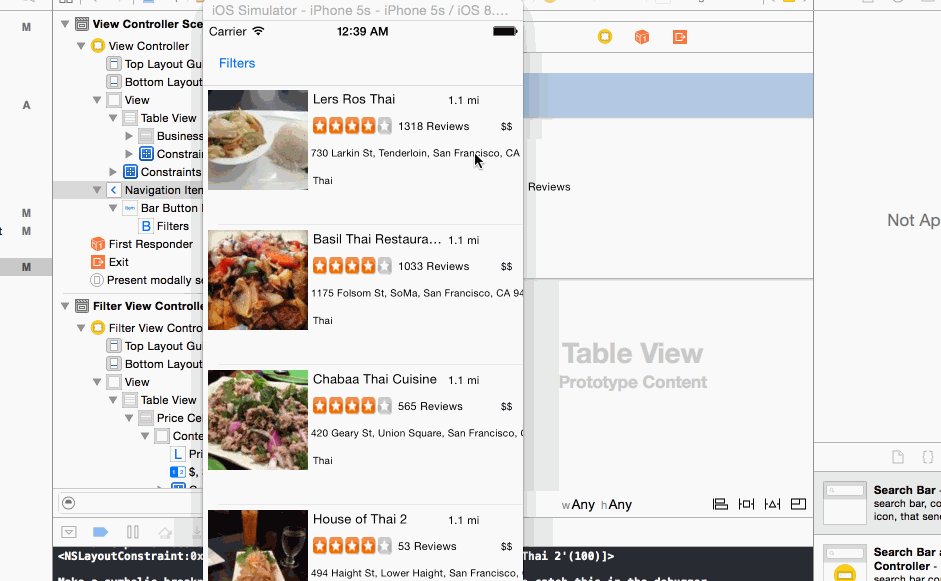 iOS Simulator - iPhone 5s - iPhone 5s / iOS 8....
Carrier
12:39 AM
Filters
Lers Ros Thai
1.1 mi
1318 Reviews
$$
730 Larkin St, Tenderloin, San Francisco, CA
Thai
Basil Thai Restaura...
1.1 mi
1033 Reviews
$$
1175 Folsom St, SoMa, San Francisco, CA 94
Thai
Chabaa Thai Cuisine
1.1 mi
565 Reviews
$$
420 Geary St, Union Square, San Francisco,
Thai
House of Thai 2
1.1 mi
53 Reviews
$$
494 Haight St, Lower Haight, San Francisco,
M
A
M
M
M
View Controller Sce
View Controller
Top Layout Gu
Bottom Layout
View
Table View
Business
Constrai
Constraints
Navigation Item
Bar Button
Filters
First Responder
Exit
Present modally se
Filter View Controlle
Filter View Contro
Top Layout Gu
Bottom Layout
View
Table View
Price Ce
Conte
L Pri
$,
Reviews
Table View
Prototype Content
wAny hAny
Not Ap
Search Bar -
search bar, co
icon, that send
Search Bar a
Controller -
search bar, co
<NSLayoutConstraint:0x
Thai 2'(100)]>
Make a symbolic break
catch this in the debugger